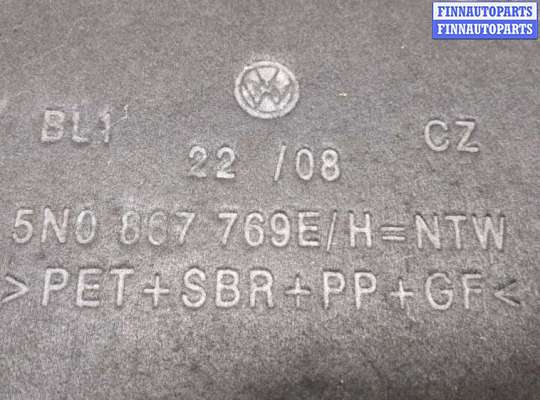 FINNAUTOPARTS
FINNAUTOPARTS
BL1 CZ
22 /08
5N0 867 769E/H=NTW
>PET+SBR+PP+GF<